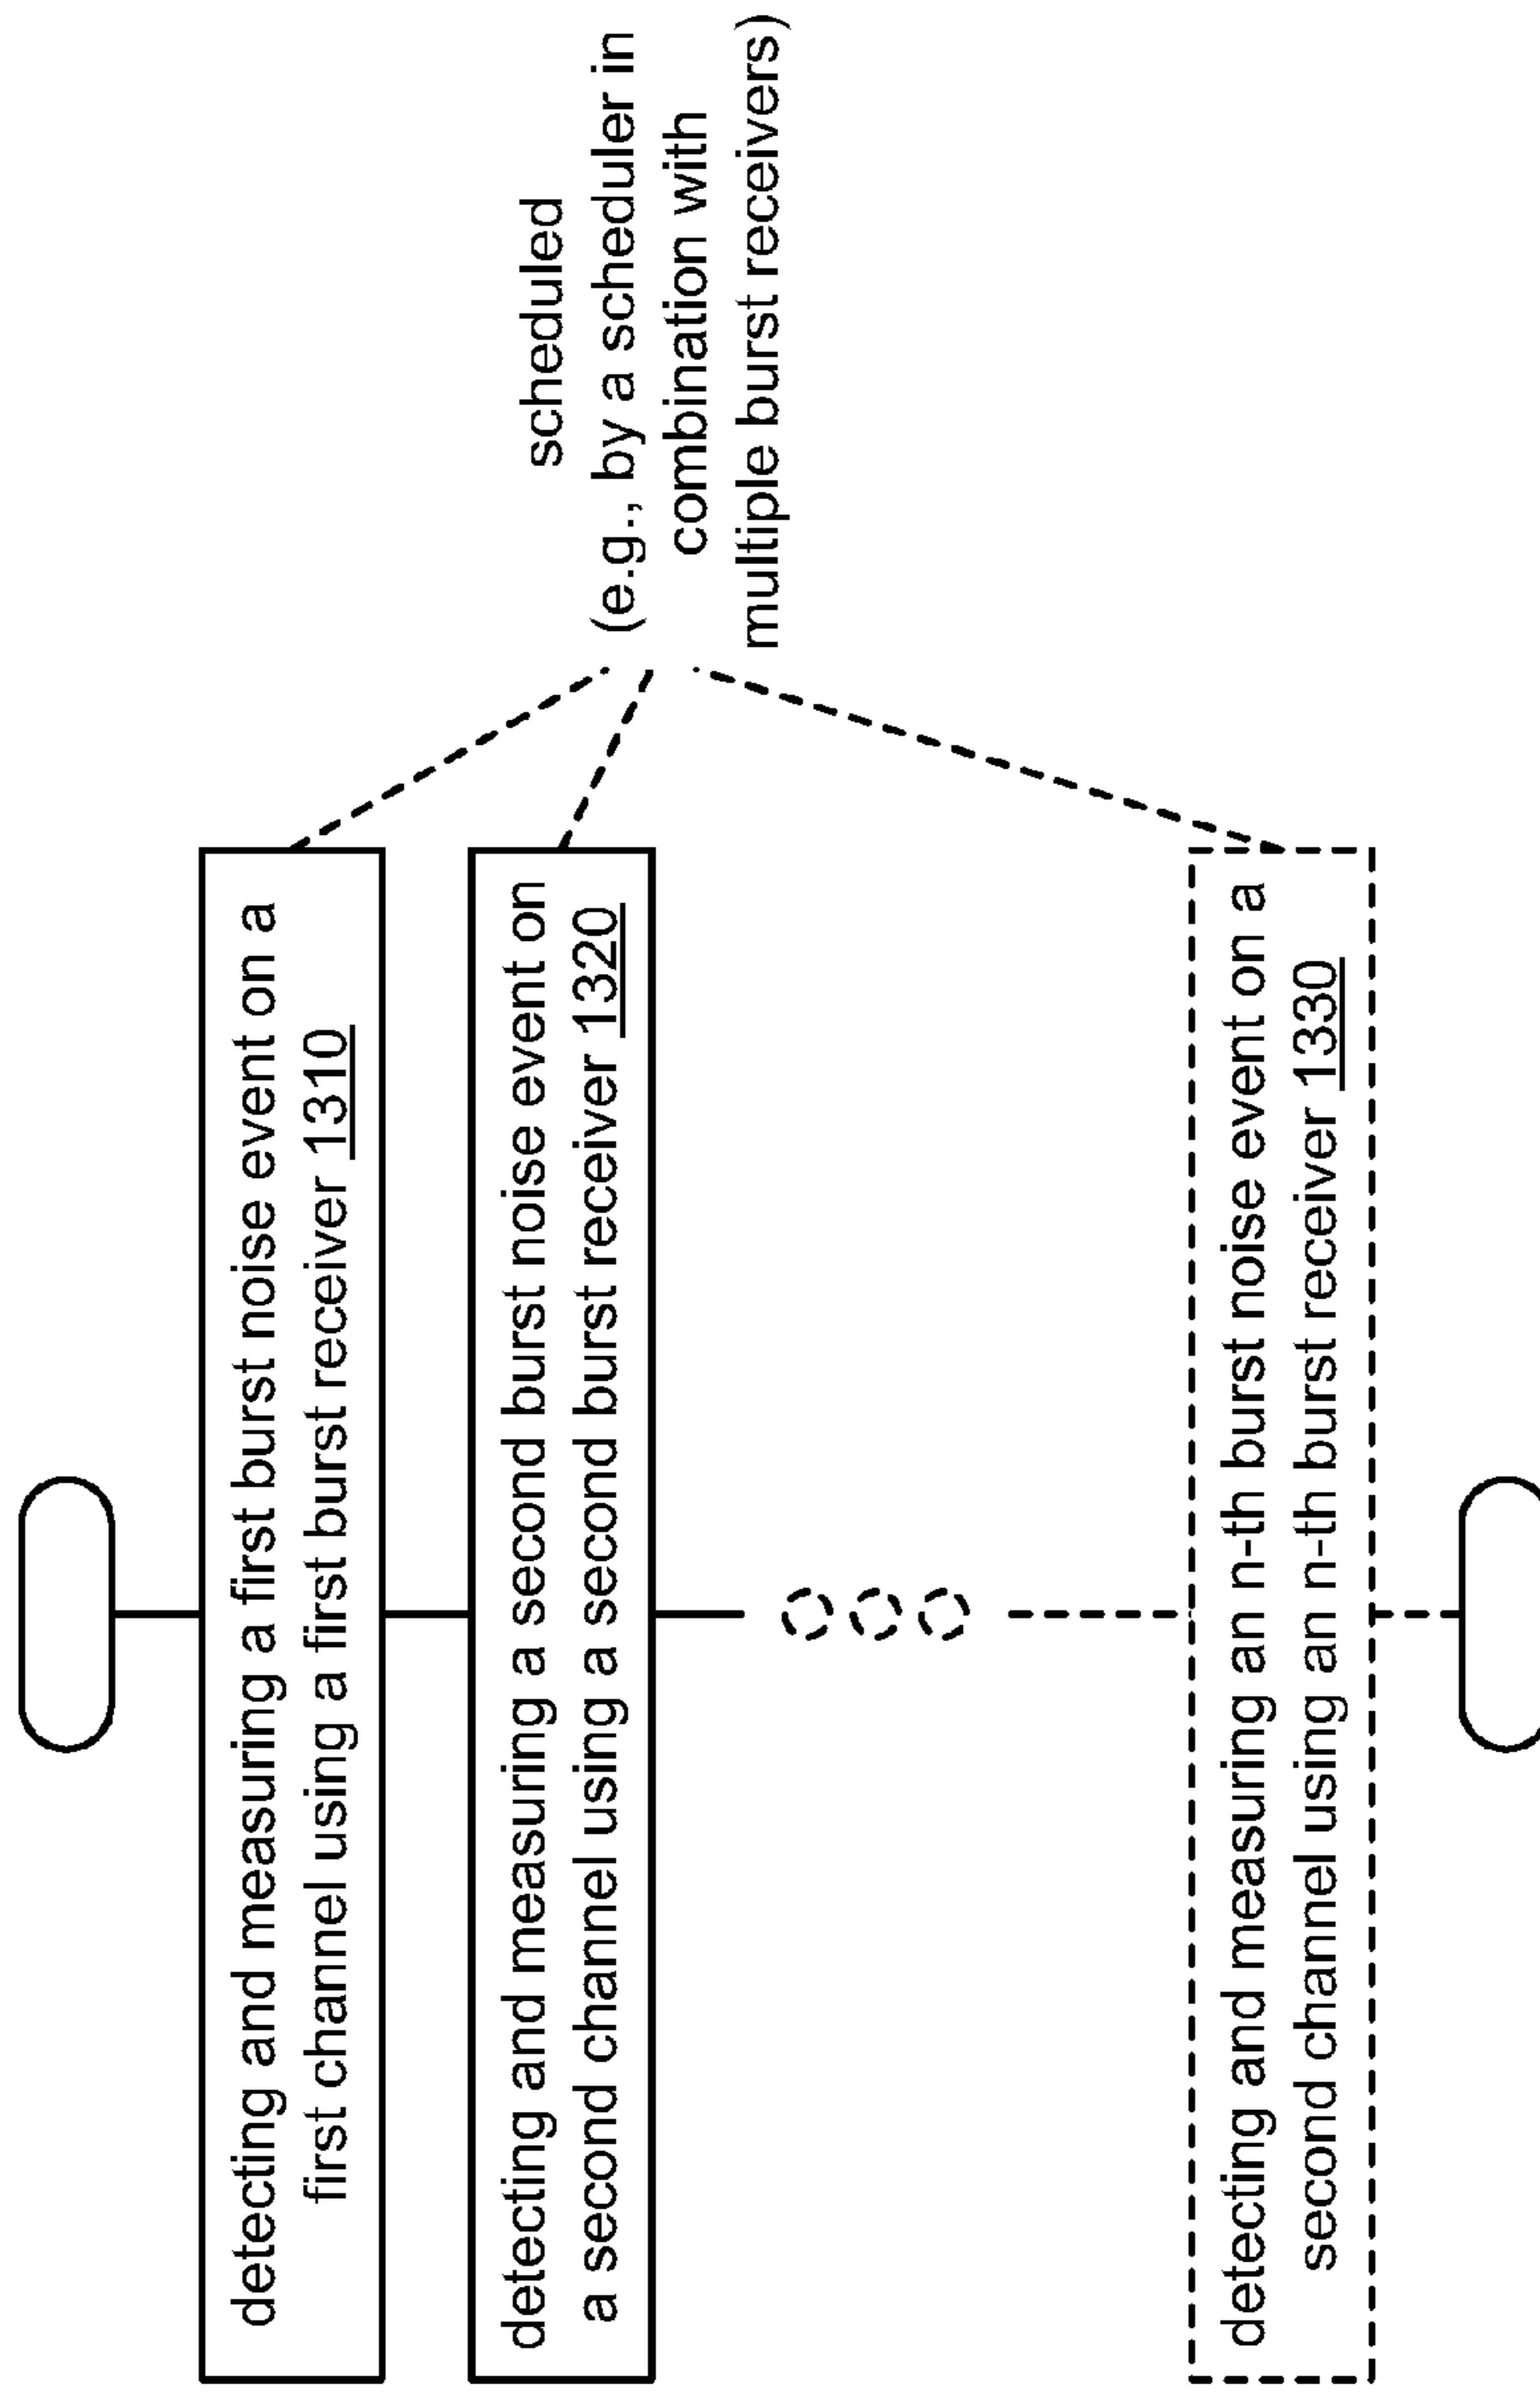 detecting and measuring a first burst noise event on a
first channel using a first burst receiver 1310
detecting and measuring a second burst noise event on
a second channel using a second burst receiver 1320
detecting and measuring an n-th burst noise event on a
second channel using an n-th burst receiver 1330
scheduled
(e.g., by a scheduler in
combination with
multiple burst receivers)